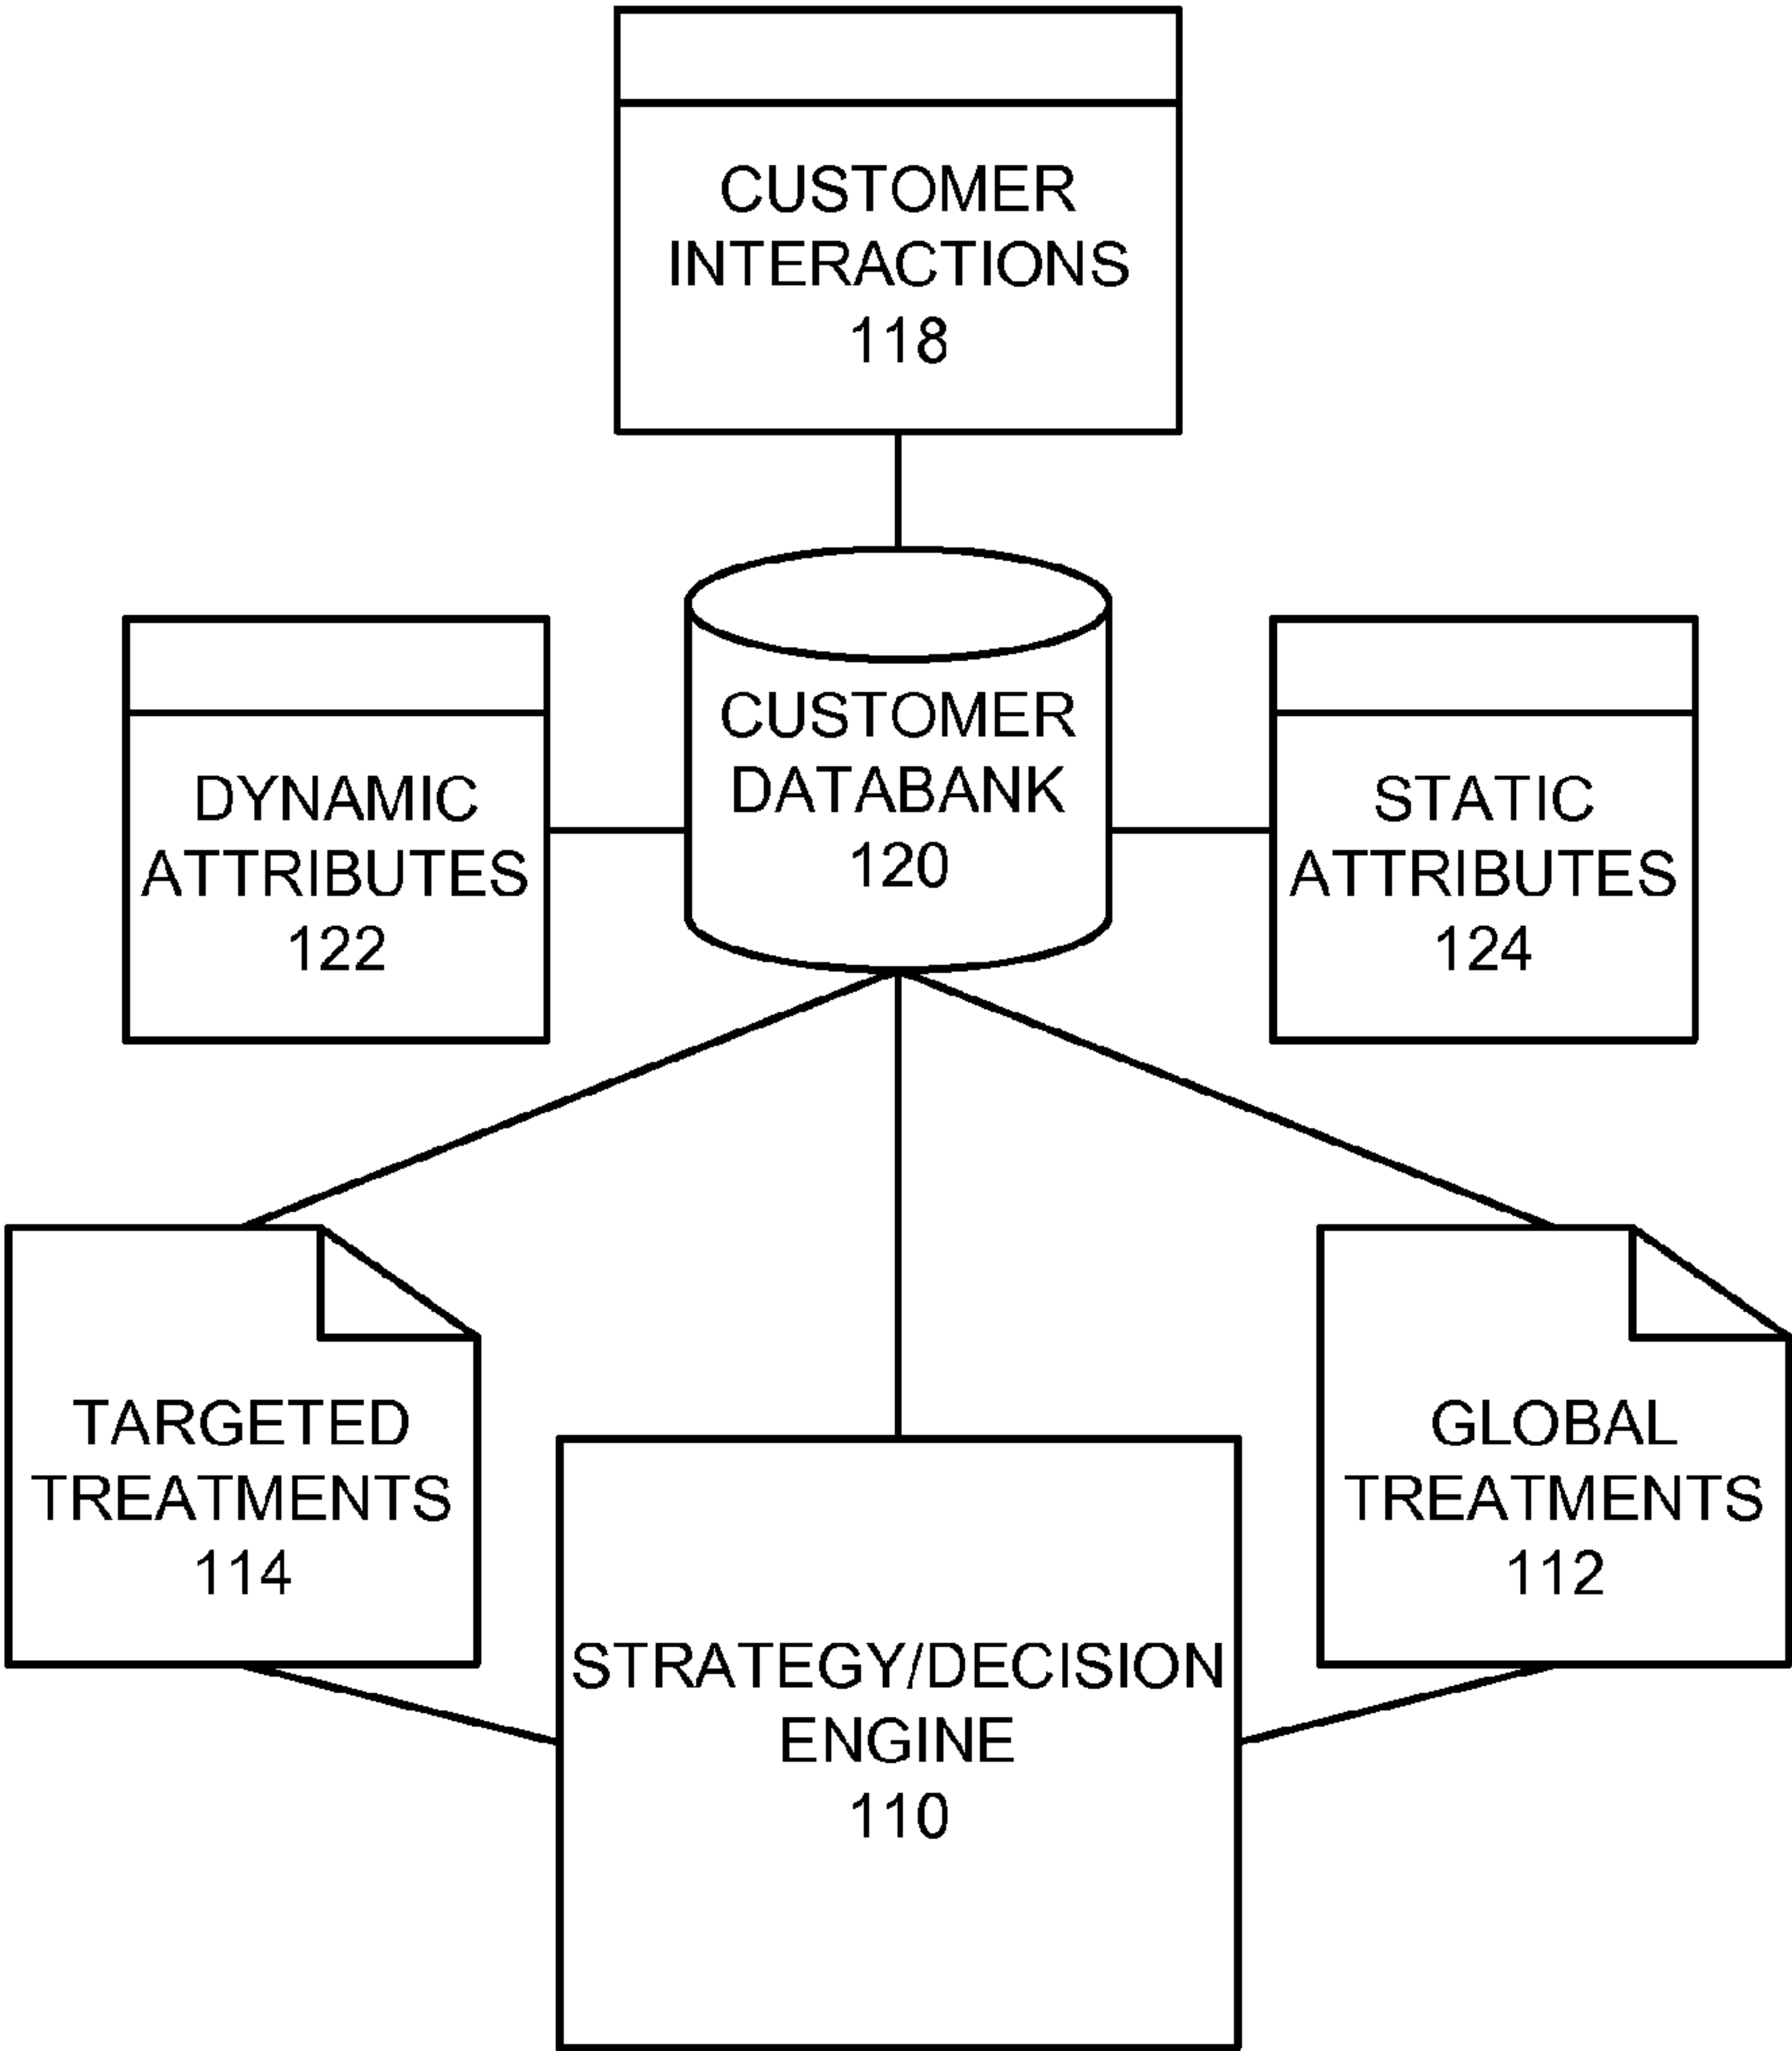 CUSTOMER
INTERACTIONS
118
CUSTOMER
DATABANK
120
DYNAMIC
ATTRIBUTES
122
STATIC
ATTRIBUTES
124
TARGETED
TREATMENTS
114
GLOBAL
TREATMENTS
112
STRATEGY/DECISION
ENGINE
110